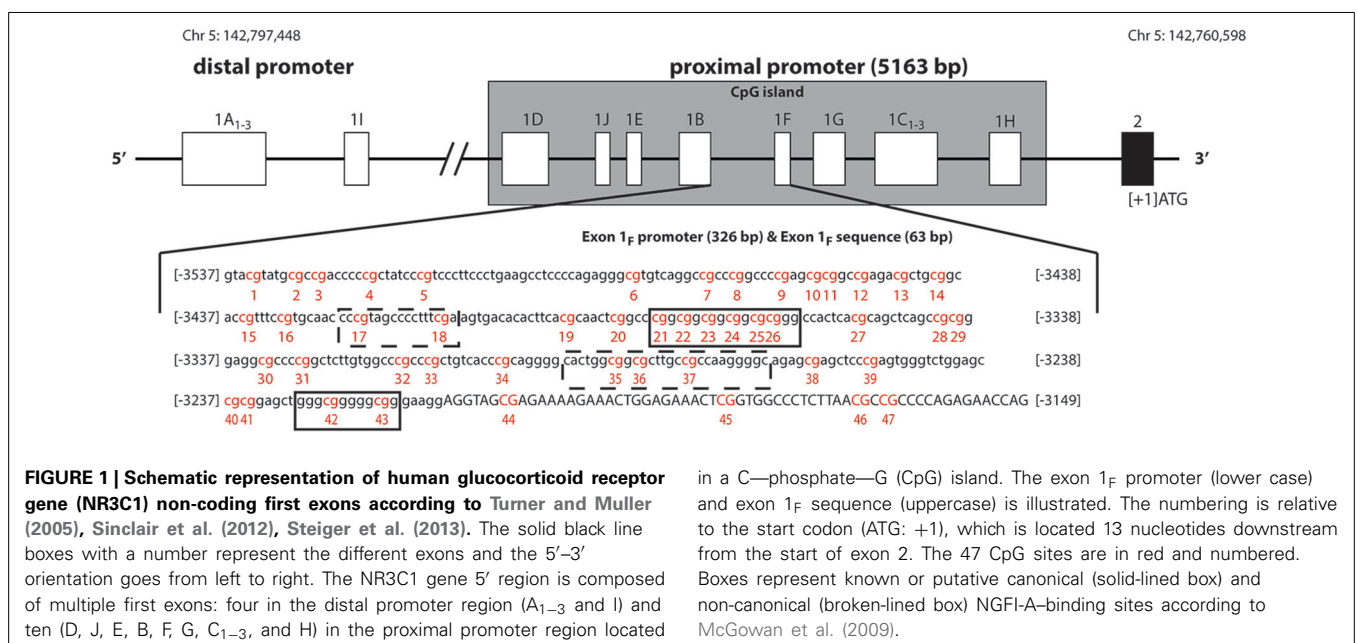 Chr 5: 142,797,448
Chr 5: 142,760,598
distal promoter
proximal promoter (5163 bp)
CpG island
1A1-3 1I 1D 1J 1E 1B 1F 1G 1C1-3 1H 2
5′ 3′
[+1]ATG
Exon 1F promoter (326 bp) & Exon 1F sequence (63 bp)
[-3537] gtacgtatgcgccgacccccgctatcccgtcccttccctgaagcctccccagagggcgtgtcaggccgcccggccccgagcgcggccgagacgctgcggc [-3438]
1 2 3 4 5 6 7 8 9 10 11 12 13 14
[-3437] accgtttccgtgcaaccccgtagcccctttcgaagtgacacacttcacgcaactcggcccggcggcggcggcgcgggccactcacgcagctcagccgcgg [-3338]
15 16 17 18 19 20 21 22 23 24 25 26 27 28 29
[-3337] gaggcgccccggctcttgtggcccgcccgctgtcacccgcaggggcactggcggcgcttgccgccaaggggcagagcgagctcccgagtgggtctggagc [-3238]
30 31 32 33 34 35 36 37 38 39
[-3237] cgcggagctgggcgggggcgggaaggAGGTAGCGAGAAAAGAAACTGGAGAAACTCGGTGGCCCTCTTAACGCCGCCCCAGAGAACCAG [-3149]
40 41 42 43 44 45 46 47
FIGURE 1 | Schematic representation of human glucocorticoid receptor
gene (NR3C1) non-coding first exons according to Turner and Muller
(2005), Sinclair et al. (2012), Steiger et al. (2013). The solid black line
boxes with a number represent the different exons and the 5′–3′
orientation goes from left to right. The NR3C1 gene 5′ region is composed
of multiple first exons: four in the distal promoter region (A1–3 and I) and
ten (D, J, E, B, F, G, C1–3, and H) in the proximal promoter region located
in a C—phosphate—G (CpG) island. The exon 1F promoter (lower case)
and exon 1F sequence (uppercase) is illustrated. The numbering is relative
to the start codon (ATG: +1), which is located 13 nucleotides downstream
from the start of exon 2. The 47 CpG sites are in red and numbered.
Boxes represent known or putative canonical (solid-lined box) and
non-canonical (broken-lined box) NGFI-A–binding sites according to
McGowan et al. (2009).